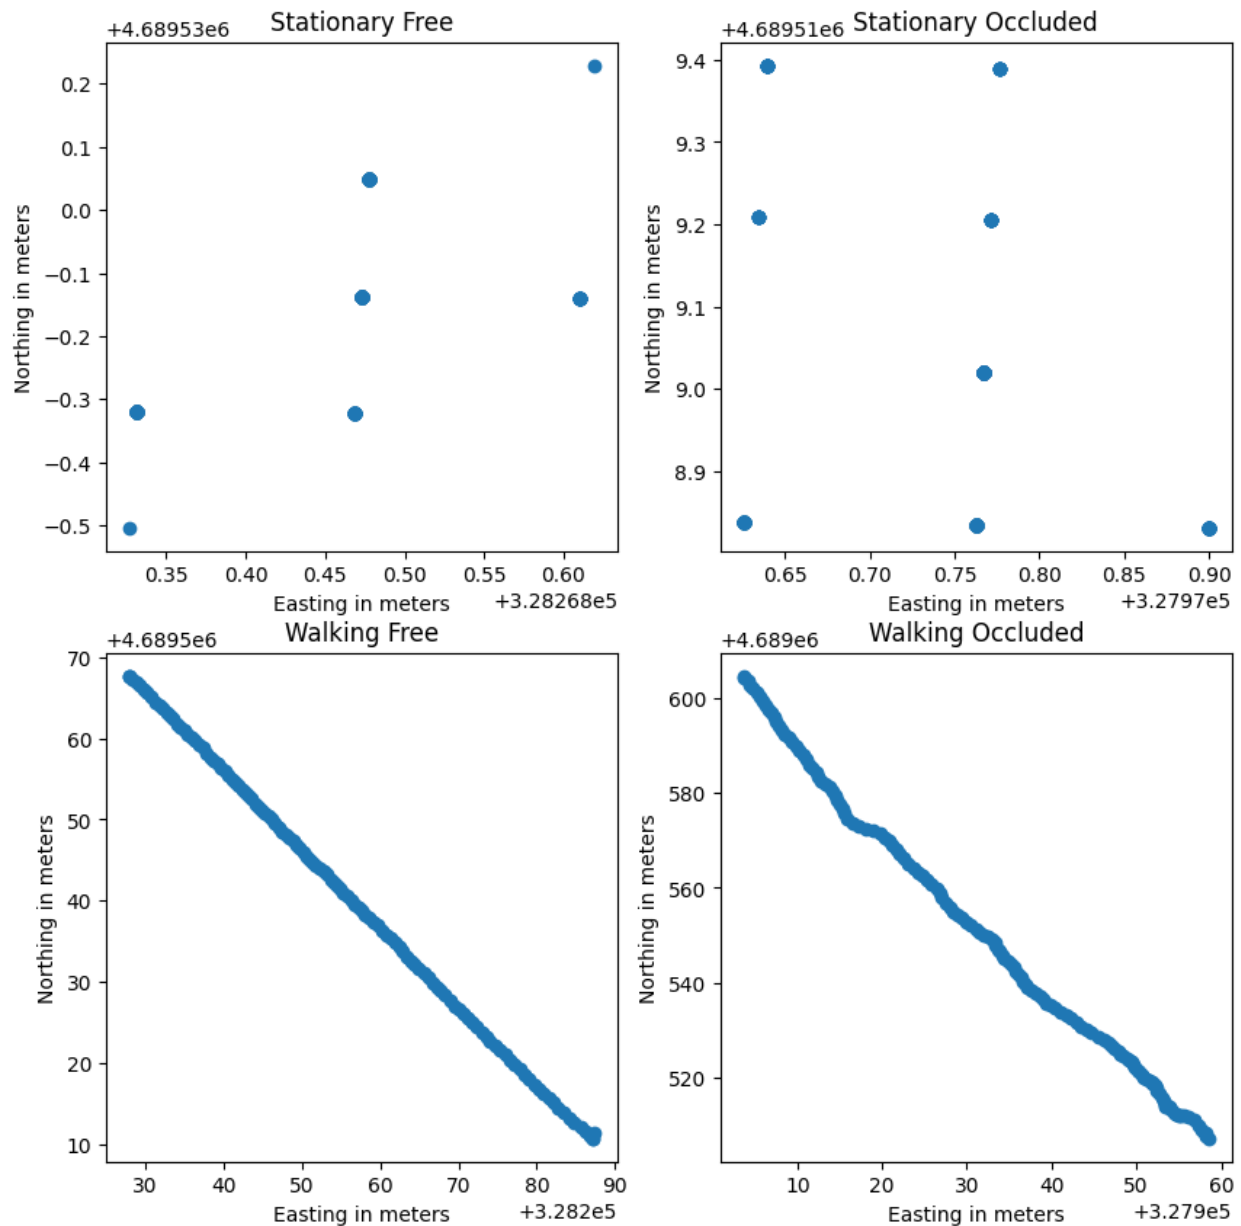 +4.68953e6 Stationary Free
0.2
0.1
0.0
−0.1
−0.2
−0.3
−0.4
−0.5
Northing in meters
0.35 0.40 0.45 0.50 0.55 0.60
Easting in meters +3.28268e5
+4.68951e6 Stationary Occluded
9.4
9.3
9.2
9.1
9.0
8.9
Northing in meters
0.65 0.70 0.75 0.80 0.85 0.90
Easting in meters +3.2797e5
+4.6895e6 Walking Free
70
60
50
40
30
20
10
Northing in meters
30 40 50 60 70 80 90
Easting in meters +3.282e5
+4.689e6 Walking Occluded
600
580
560
540
520
Northing in meters
10 20 30 40 50 60
Easting in meters +3.279e5